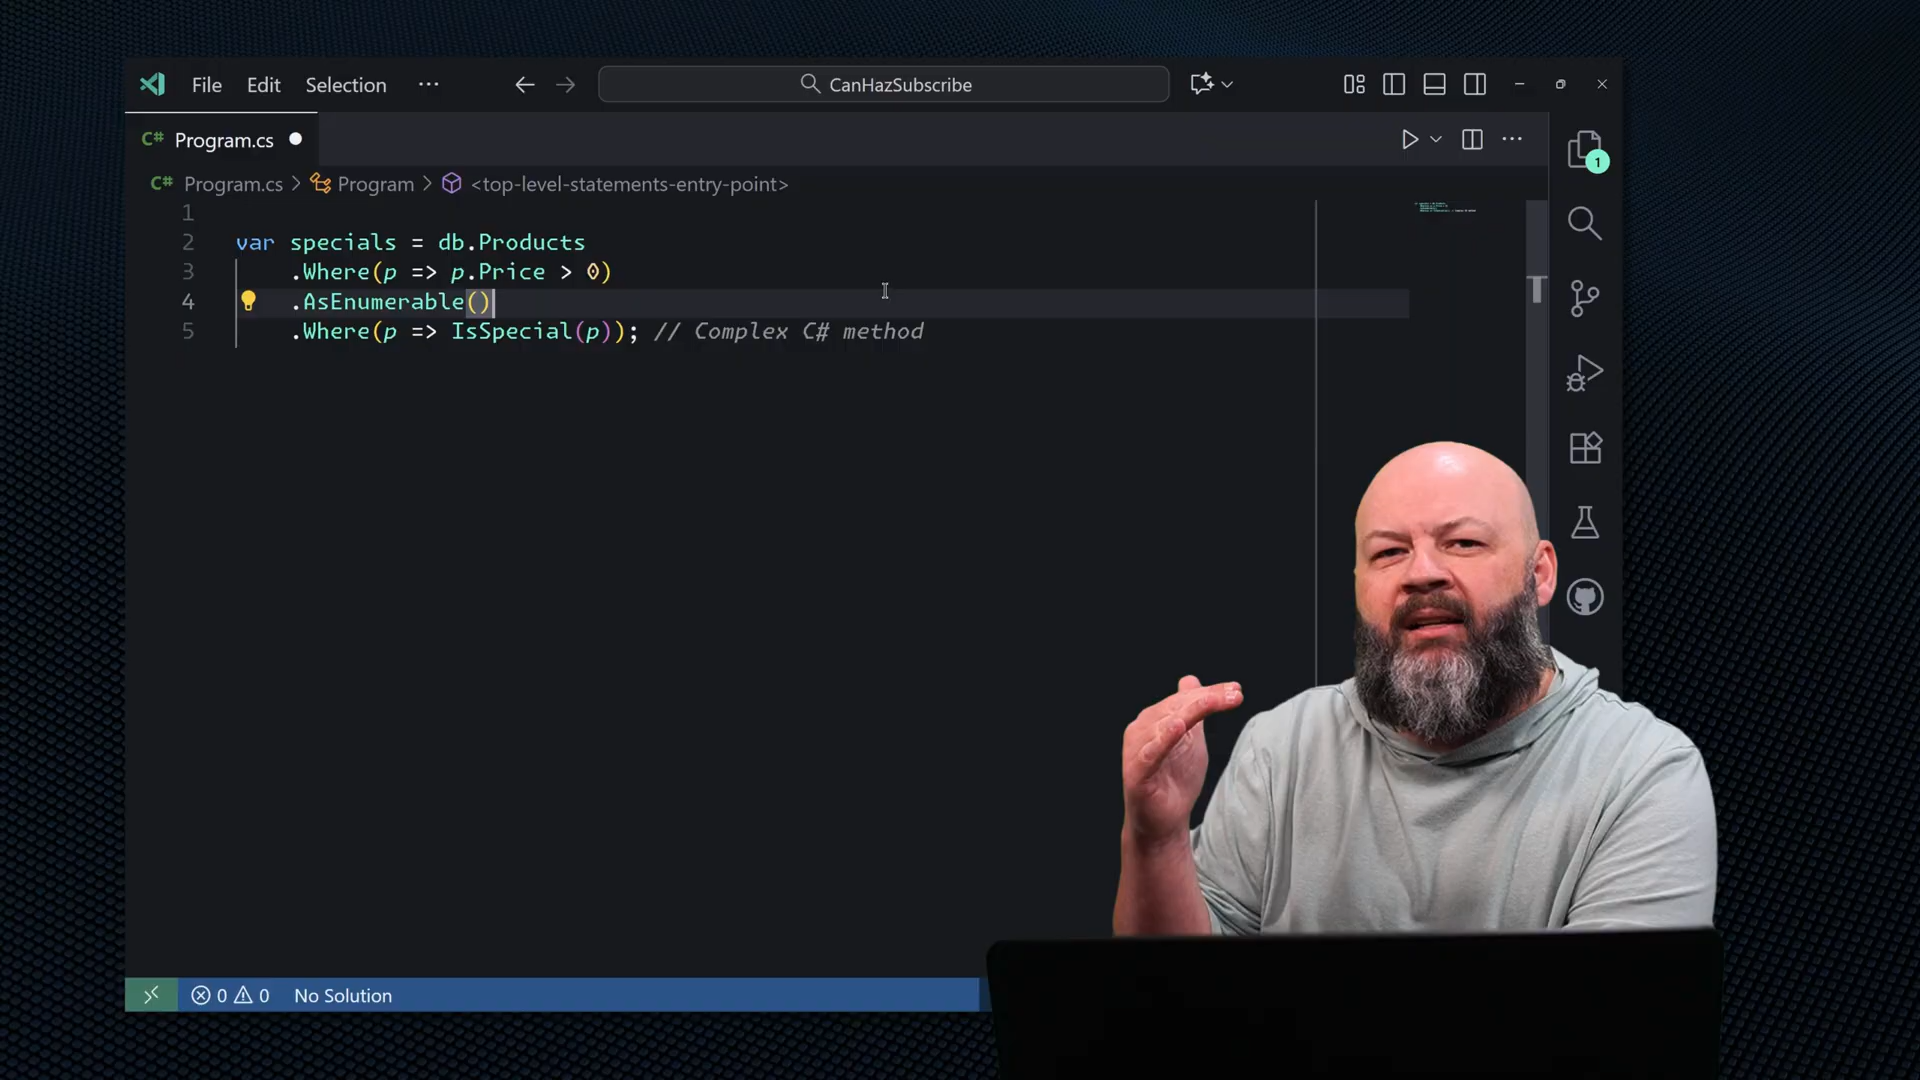 File Edit Selection ···
CanHazSubscribe
C# Program.cs
1
C# Program.cs > Program > <top-level-statements-entry-point>
1
2 var specials = db.Products
3 .Where(p => p.Price > 0)
4 .AsEnumerable()
5 .Where(p => IsSpecial(p)); // Complex C# method
0 0 No Solution